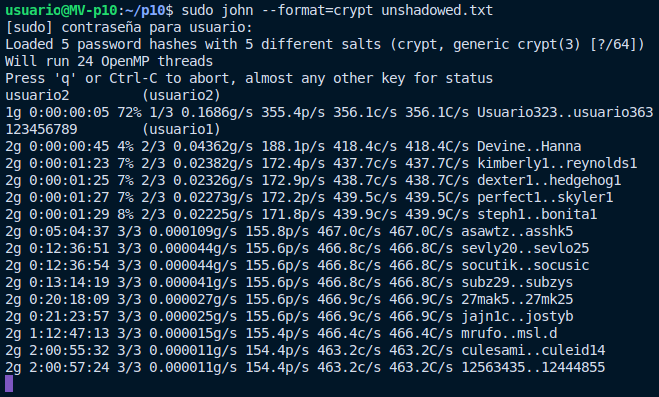 usuario@MV-p10:~/p10$ sudo john --format=crypt unshadowed.txt
[sudo] contraseña para usuario:
Loaded 5 password hashes with 5 different salts (crypt, generic crypt(3) [?/64])
Will run 24 OpenMP threads
Press 'q' or Ctrl-C to abort, almost any other key for status
usuario2         (usuario2)
1g 0:00:00:05 72% 1/3 0.1686g/s 355.4p/s 356.1c/s 356.1C/s Usuario323..usuario363
123456789        (usuario1)
2g 0:00:00:45 4% 2/3 0.04362g/s 188.1p/s 418.4c/s 418.4C/s Devine..Hanna
2g 0:00:01:23 7% 2/3 0.02382g/s 172.4p/s 437.7c/s 437.7C/s kimberly1..reynolds1
2g 0:00:01:25 7% 2/3 0.02326g/s 172.9p/s 438.7c/s 438.7C/s dexter1..hedgehog1
2g 0:00:01:27 7% 2/3 0.02273g/s 172.2p/s 439.5c/s 439.5C/s perfect1..skyler1
2g 0:00:01:29 8% 2/3 0.02225g/s 171.8p/s 439.9c/s 439.9C/s steph1..bonita1
2g 0:05:04:37 3/3 0.000109g/s 155.8p/s 467.0c/s 467.0C/s asawtz..asshk5
2g 0:12:36:51 3/3 0.000044g/s 155.6p/s 466.8c/s 466.8C/s sevly20..sevlo25
2g 0:12:36:54 3/3 0.000044g/s 155.6p/s 466.8c/s 466.8C/s socutik..socusic
2g 0:13:14:19 3/3 0.000041g/s 155.6p/s 466.8c/s 466.8C/s subz29..subzys
2g 0:20:18:09 3/3 0.000027g/s 155.6p/s 466.9c/s 466.9C/s 27mak5..27mk25
2g 0:21:23:57 3/3 0.000025g/s 155.6p/s 466.9c/s 466.9C/s jajn1c..jostyb
2g 1:12:47:13 3/3 0.000015g/s 155.4p/s 466.4c/s 466.4C/s mrufo..msl.d
2g 2:00:55:32 3/3 0.000011g/s 154.4p/s 463.2c/s 463.2C/s culesami..culeid14
2g 2:00:57:24 3/3 0.000011g/s 154.4p/s 463.2c/s 463.2C/s 12563435..12444855